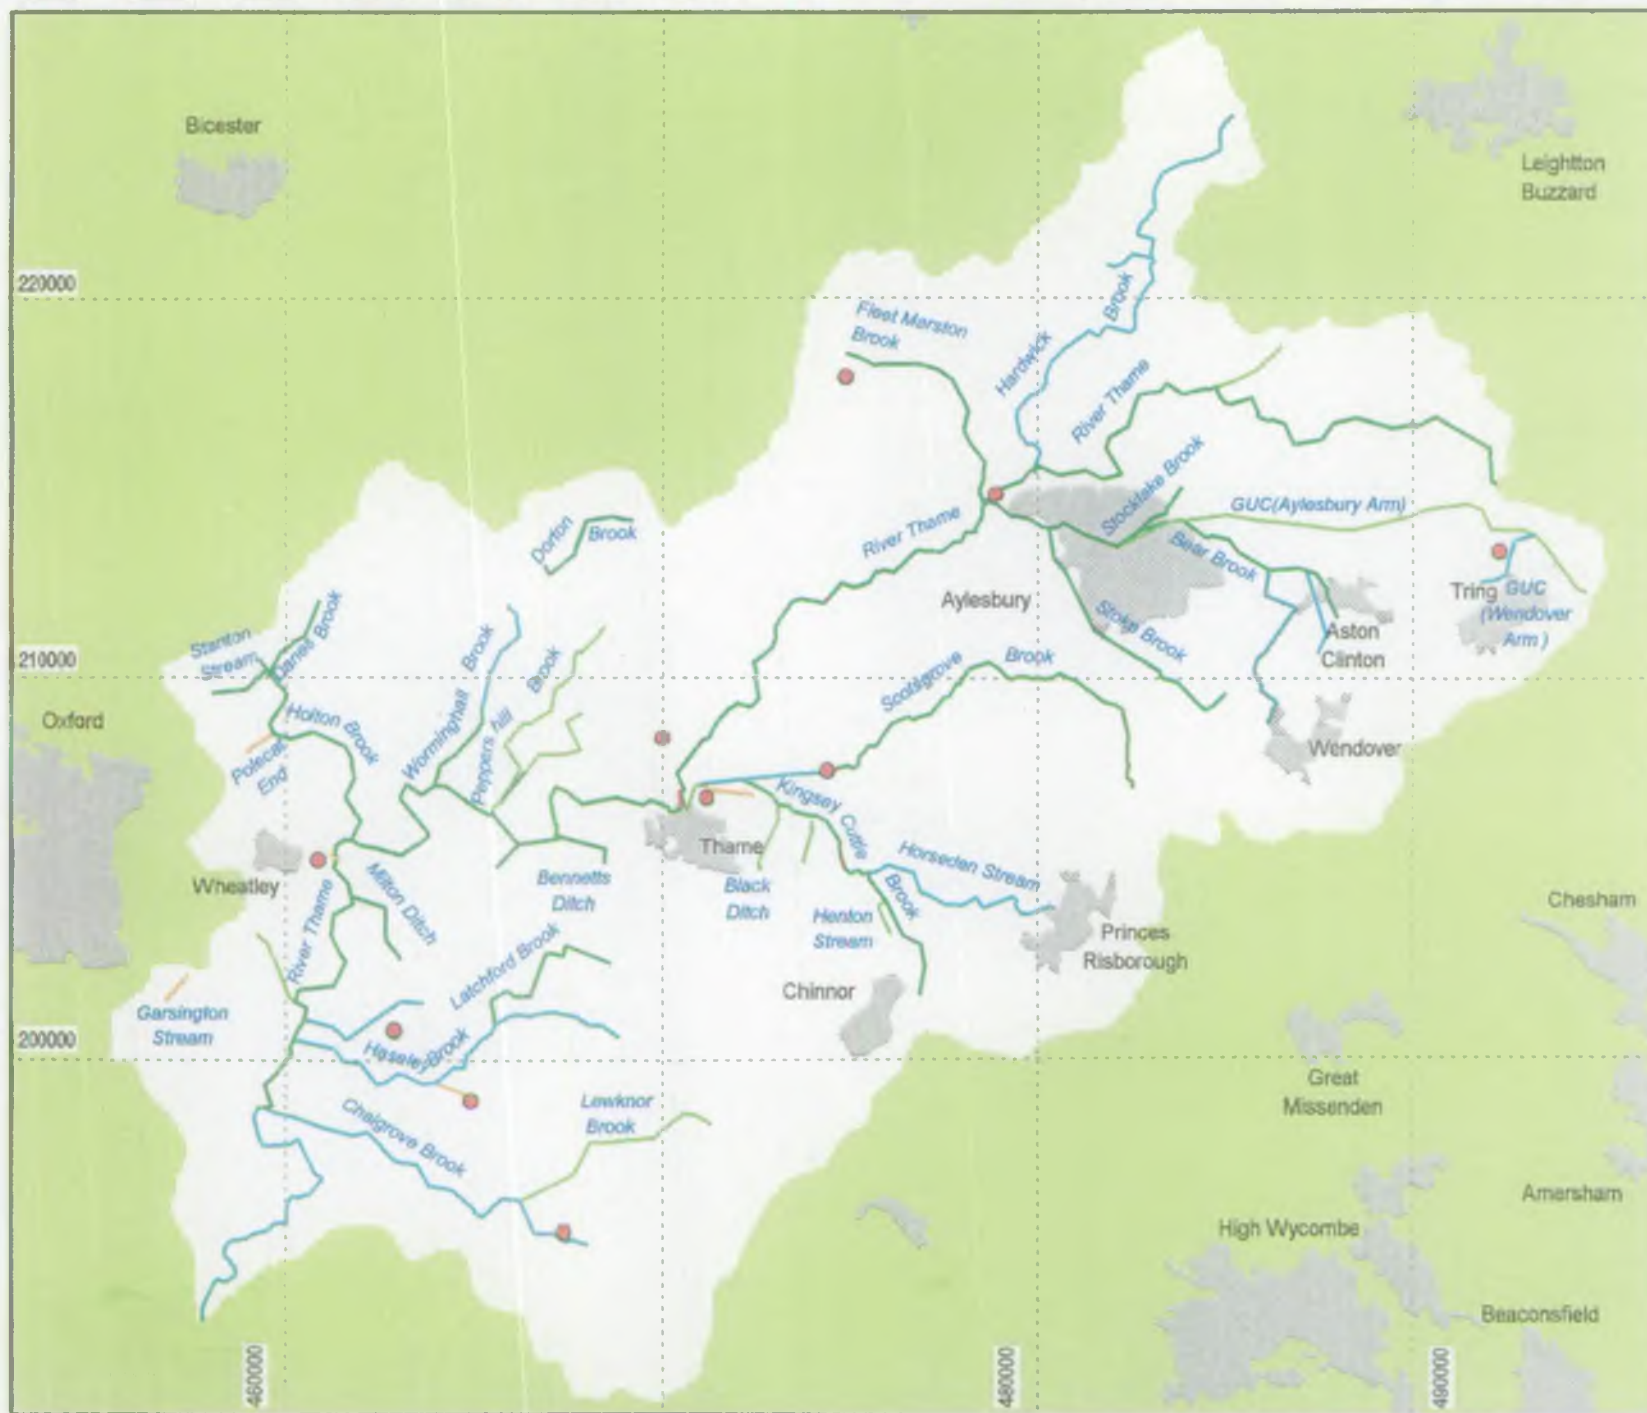 Bicester
Leightton
Buzzard
220000
Fleet Marston
Brook
Hardwick
Brook
River Thame
Stocklake Brook
GUC(Aylesbury Arm)
River Thame
Dorton
Brook
Bear Brook
Aylesbury
Tring
GUC
(Wendover
Arm )
Aston
Clinton
Stoke Brook
Stanton
Stream
Danes Brook
210000
Scotsgrove
Brook
Worminghall
Brook
Peppers hill
Brook
Oxford
Holton Brook
Polecat
End
Wendover
Kingsey
Cuttle
Brook
Thame
Horseden Stream
Wheatley
Milton Ditch
Bennetts
Ditch
Black
Ditch
Henton
Stream
Chesham
River Thame
Princes
Risborough
Latchford Brook
Chinnor
Garsington
Stream
200000
HaseleyBrook
Great
Missenden
Chalgrove Brook
Lewknor
Brook
Amersham
High Wycombe
Beaconsfield
460000
480000
490000